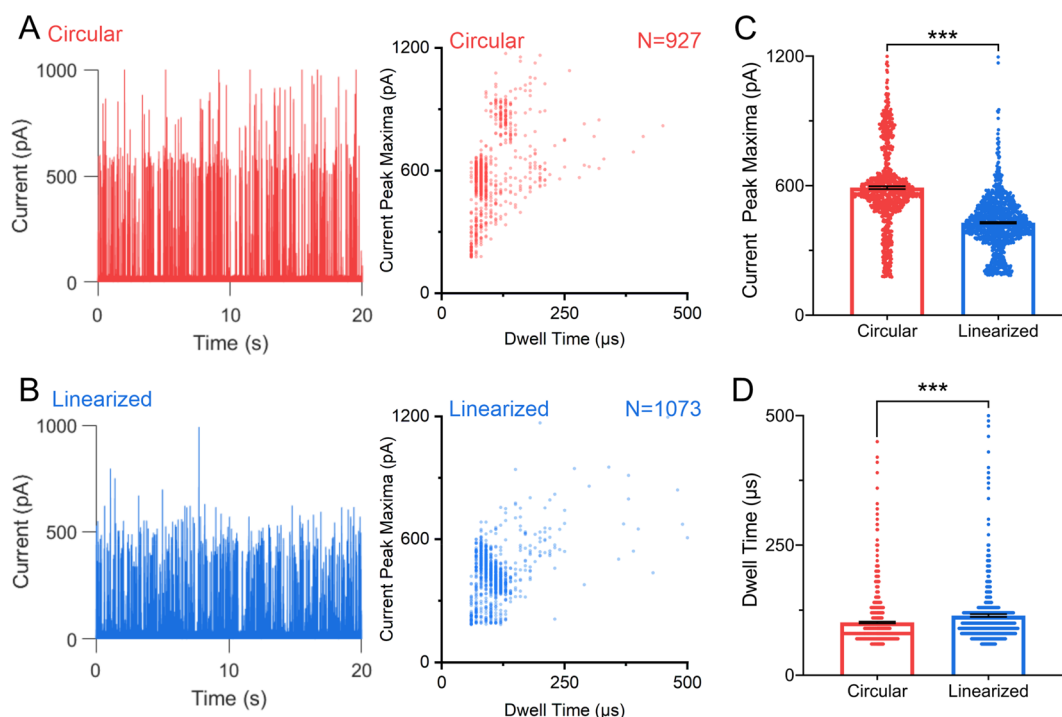 A
Circular
1000
500
0
Current (pA)
0 10 20
Time (s)
Circular N=927
1200
600
0
Current Peak Maxima (pA)
0 250 500
Dwell Time (µs)
C
***
1200
600
0
Current Peak Maxima (pA)
Circular Linearized
B
Linearized
1000
500
0
Current (pA)
0 10 20
Time (s)
Linearized N=1073
1200
600
0
Current Peak Maxima (pA)
0 250 500
Dwell Time (µs)
D
***
500
250
0
Dwell Time (µs)
Circular Linearized